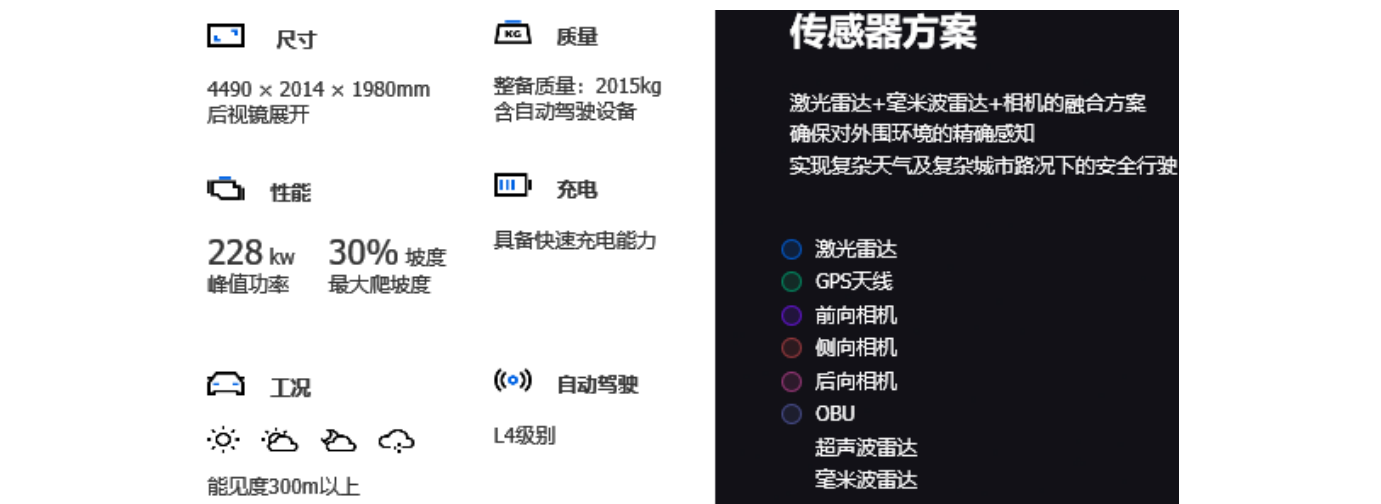 尺寸
4490 × 2014 × 1980mm
后视镜展开
KG
质量
整备质量：2015kg
含自动驾驶设备
性能
228 kw
峰值功率
30% 坡度
最大爬坡度
充电
具备快速充电能力
工况
能见度300m以上
自动驾驶
L4级别
传感器方案
激光雷达+毫米波雷达+相机的融合方案
确保对外围环境的精确感知
实现复杂天气及复杂城市路况下的安全行驶
激光雷达
GPS天线
前向相机
侧向相机
后向相机
OBU
超声波雷达
毫米波雷达